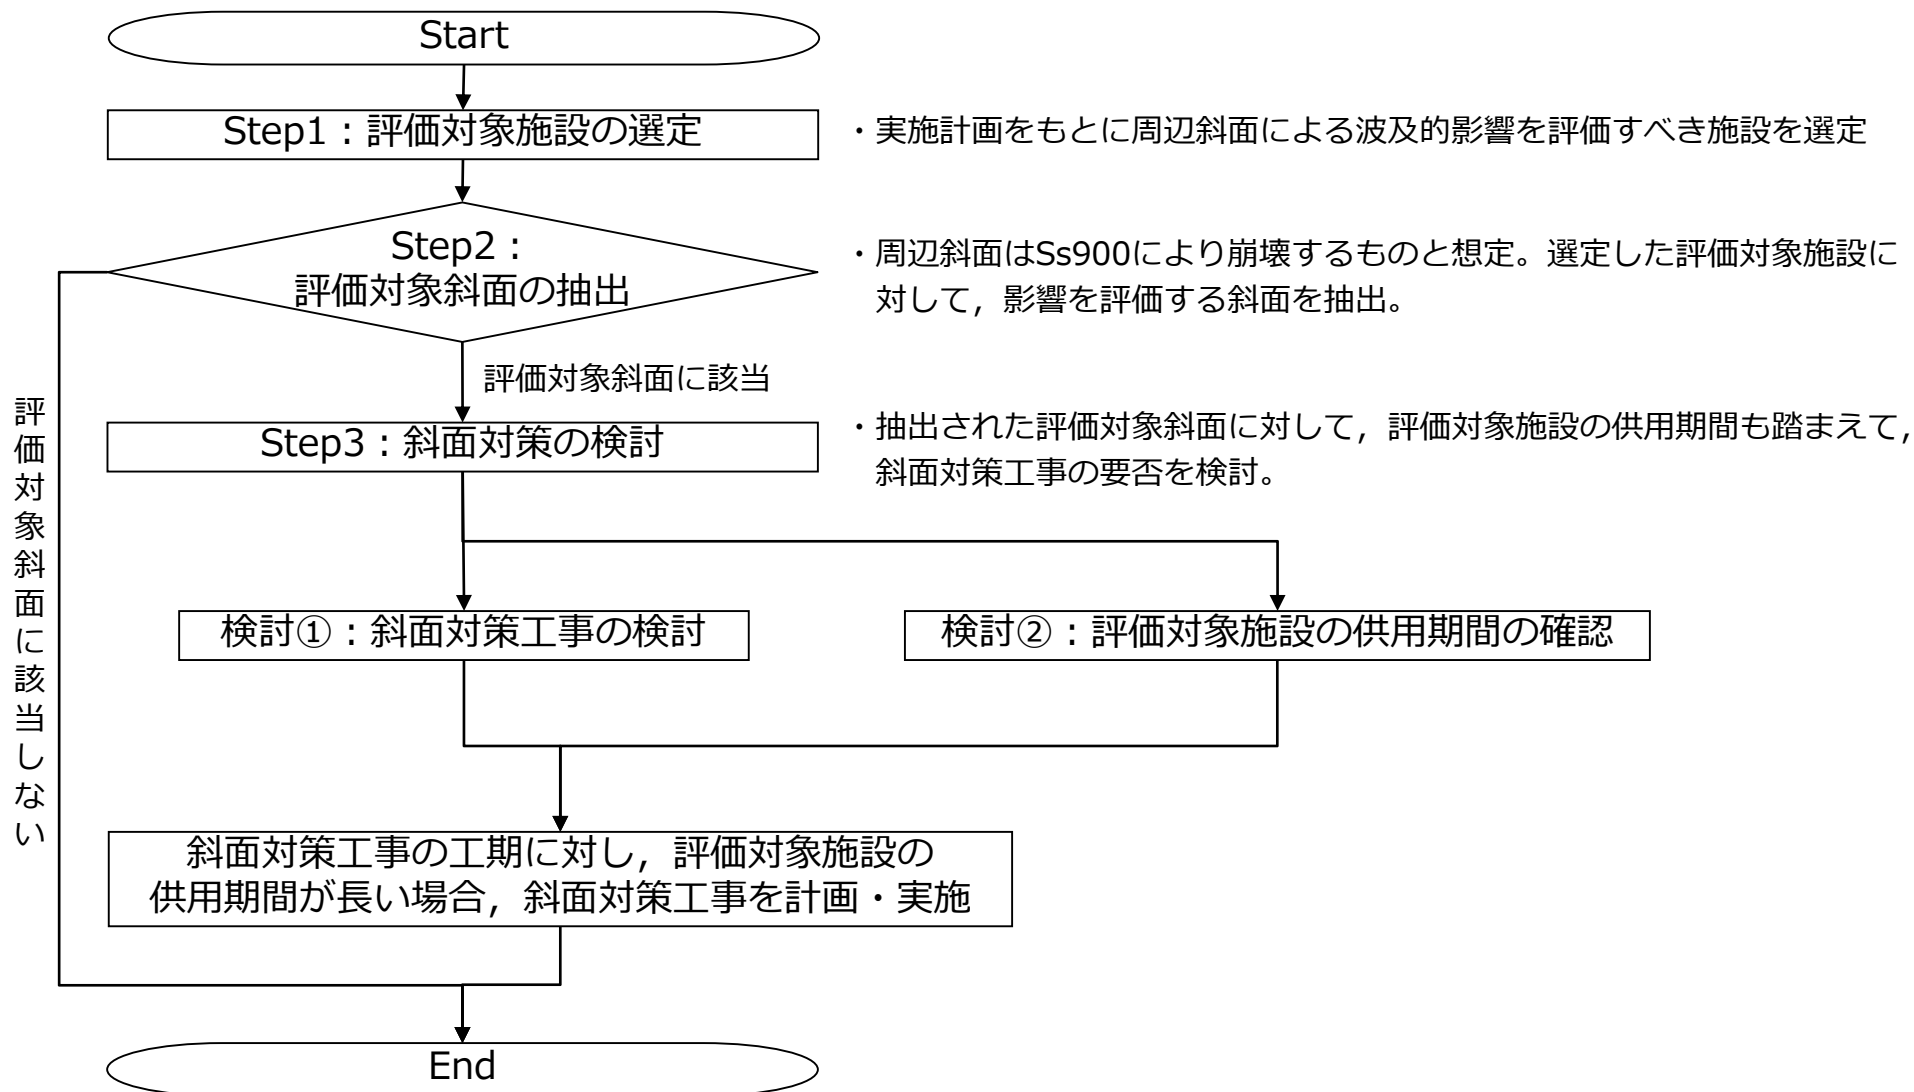 Start
Step1：評価対象施設の選定
・実施計画をもとに周辺斜面による波及的影響を評価すべき施設を選定
Step2：
評価対象斜面の抽出
・周辺斜面はSs900により崩壊するものと想定。選定した評価対象施設に
対して，影響を評価する斜面を抽出。
評価対象斜面に該当
評価対象斜面に該当しない
Step3：斜面対策の検討
・抽出された評価対象斜面に対して，評価対象施設の供用期間も踏まえて，
斜面対策工事の要否を検討。
検討①：斜面対策工事の検討
検討②：評価対象施設の供用期間の確認
斜面対策工事の工期に対し，評価対象施設の
供用期間が長い場合，斜面対策工事を計画・実施
End